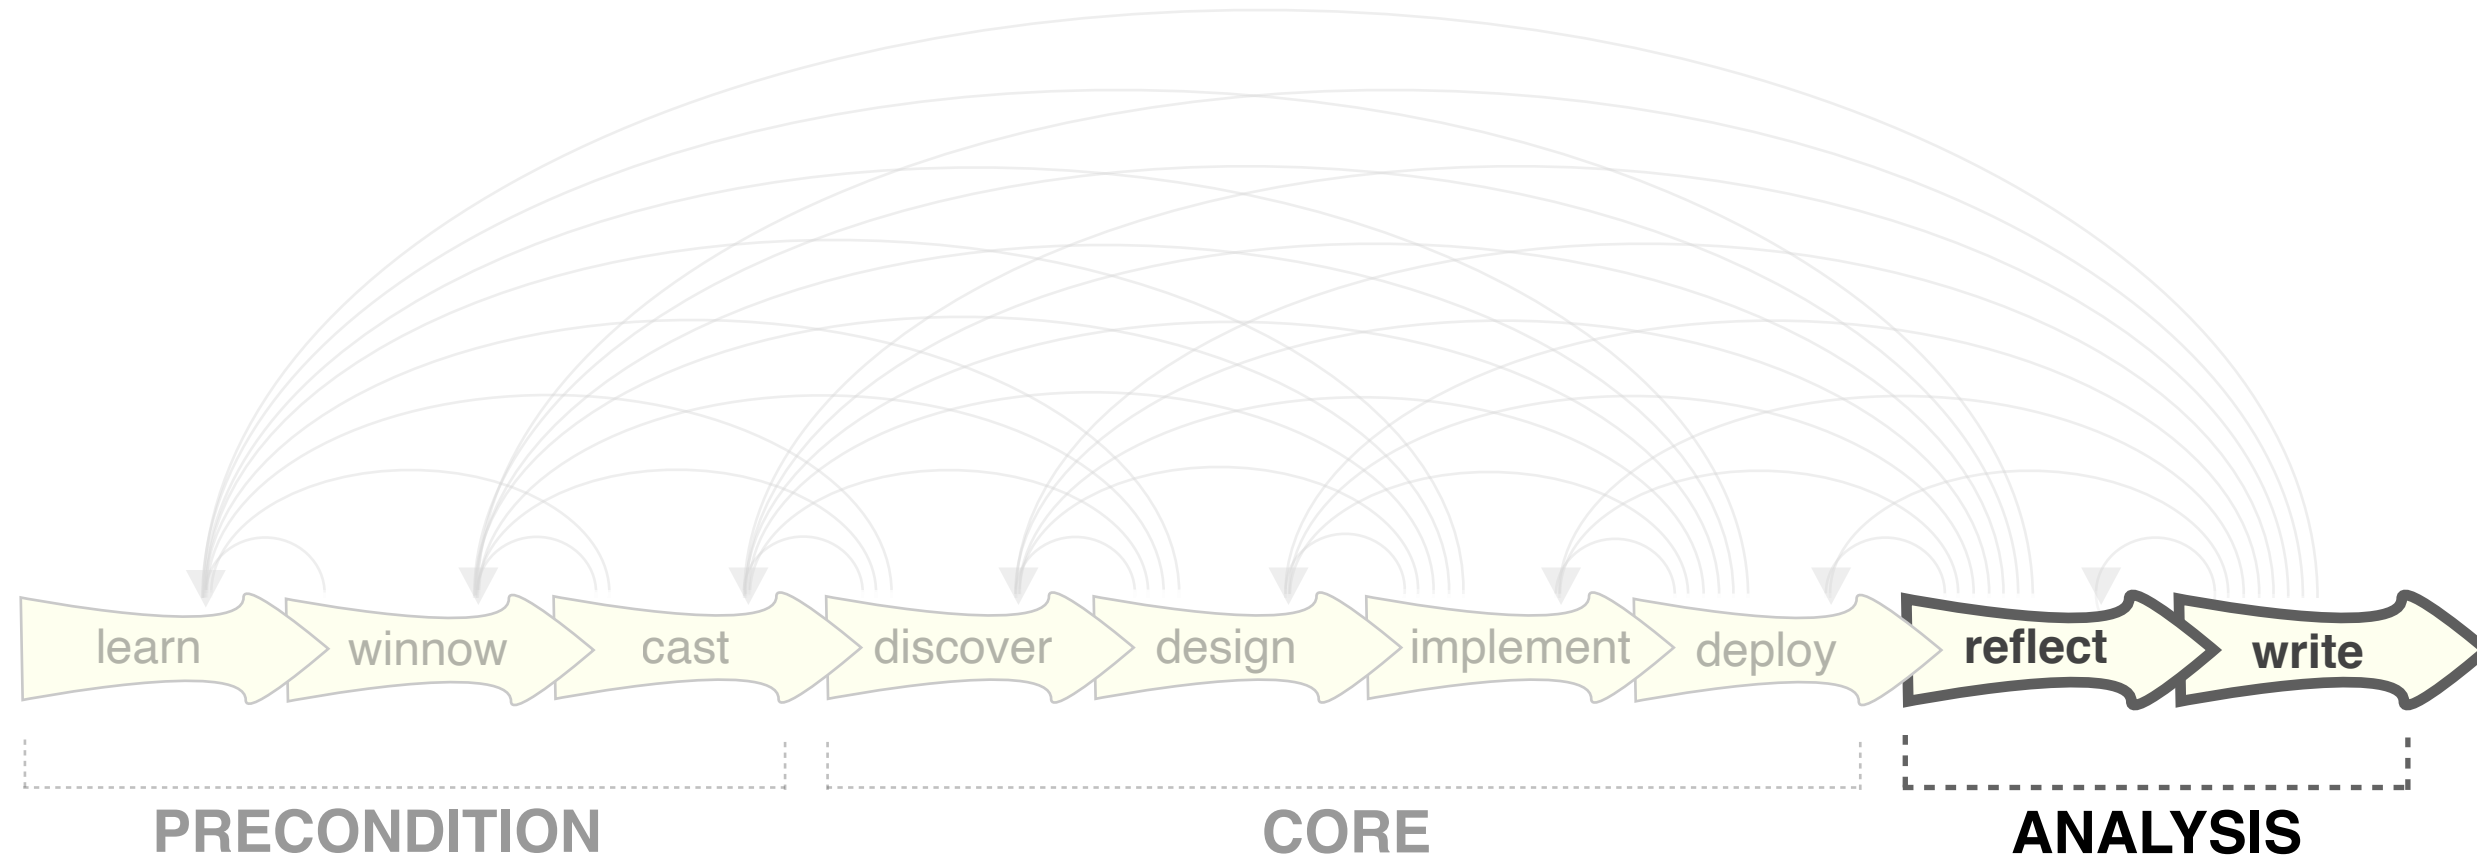 learn
winnow
cast
discover
design
implement
deploy
reflect
write
PRECONDITION
CORE
ANALYSIS